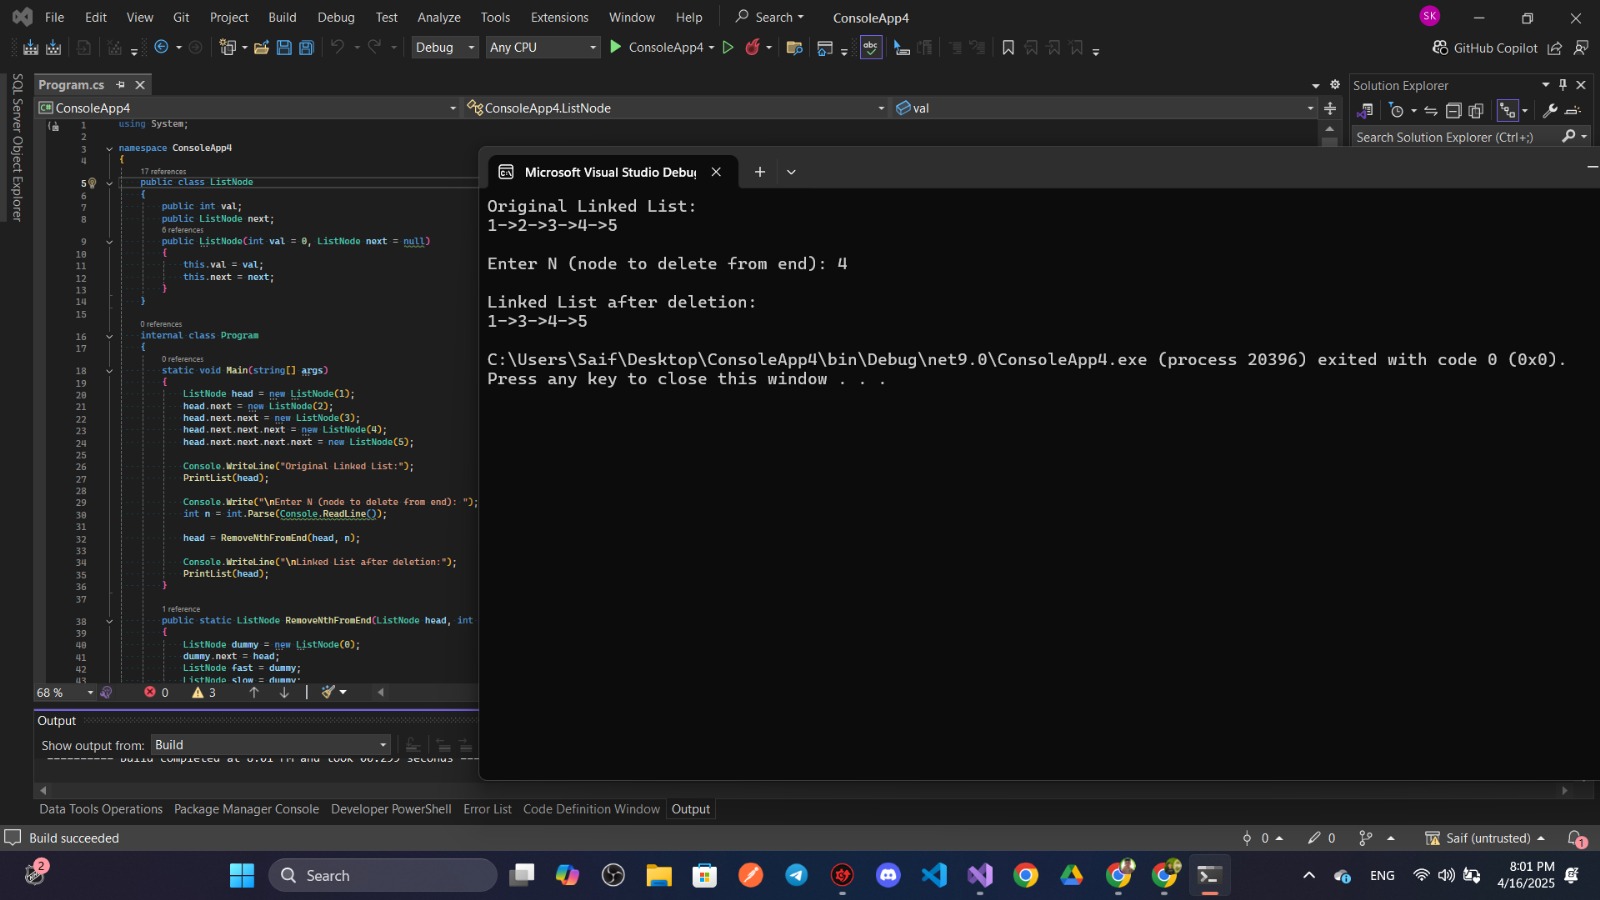 File Edit View Git Project Build Debug Test Analyze Tools Extensions Window Help Search ConsoleApp4 SK
Debug Any CPU ConsoleApp4 GitHub Copilot
SQL Server Object Explorer
Program.cs
ConsoleApp4 ConsoleApp4.ListNode val
1 using System;
2
3 namespace ConsoleApp4
4 {
17 references
5 public class ListNode
6 {
7 public int val;
8 public ListNode next;
6 references
9 public ListNode(int val = 0, ListNode next = null)
10 {
11 this.val = val;
12 this.next = next;
13 }
14 }
15
0 references
16 internal class Program
17 {
0 references
18 static void Main(string[] args)
19 {
20 ListNode head = new ListNode(1);
21 head.next = new ListNode(2);
22 head.next.next = new ListNode(3);
23 head.next.next.next = new ListNode(4);
24 head.next.next.next.next = new ListNode(5);
25
26 Console.WriteLine("Original Linked List:");
27 PrintList(head);
28
29 Console.Write("\nEnter N (node to delete from end): ");
30 int n = int.Parse(Console.ReadLine());
31
32 head = RemoveNthFromEnd(head, n);
33
34 Console.WriteLine("\nLinked List after deletion:");
35 PrintList(head);
36 }
37
1 reference
38 public static ListNode RemoveNthFromEnd(ListNode head, int
39 {
40 ListNode dummy = new ListNode(0);
41 dummy.next = head;
42 ListNode fast = dummy;
43 ListNode slow = dummy;
68 % 0 3
Microsoft Visual Studio Debug
Original Linked List:
1->2->3->4->5
Enter N (node to delete from end): 4
Linked List after deletion:
1->3->4->5
C:\Users\Saif\Desktop\ConsoleApp4\bin\Debug\net9.0\ConsoleApp4.exe (process 20396) exited with code 0 (0x0).
Press any key to close this window . . .
Solution Explorer
Search Solution Explorer (Ctrl+;)
Output
Show output from: Build
========== Build completed at 8:01 PM and took 00.299 seconds
Data Tools Operations Package Manager Console Developer PowerShell Error List Code Definition Window Output
Build succeeded 0 0 Saif (untrusted) 1
2 Search ENG 8:01 PM
4/16/2025